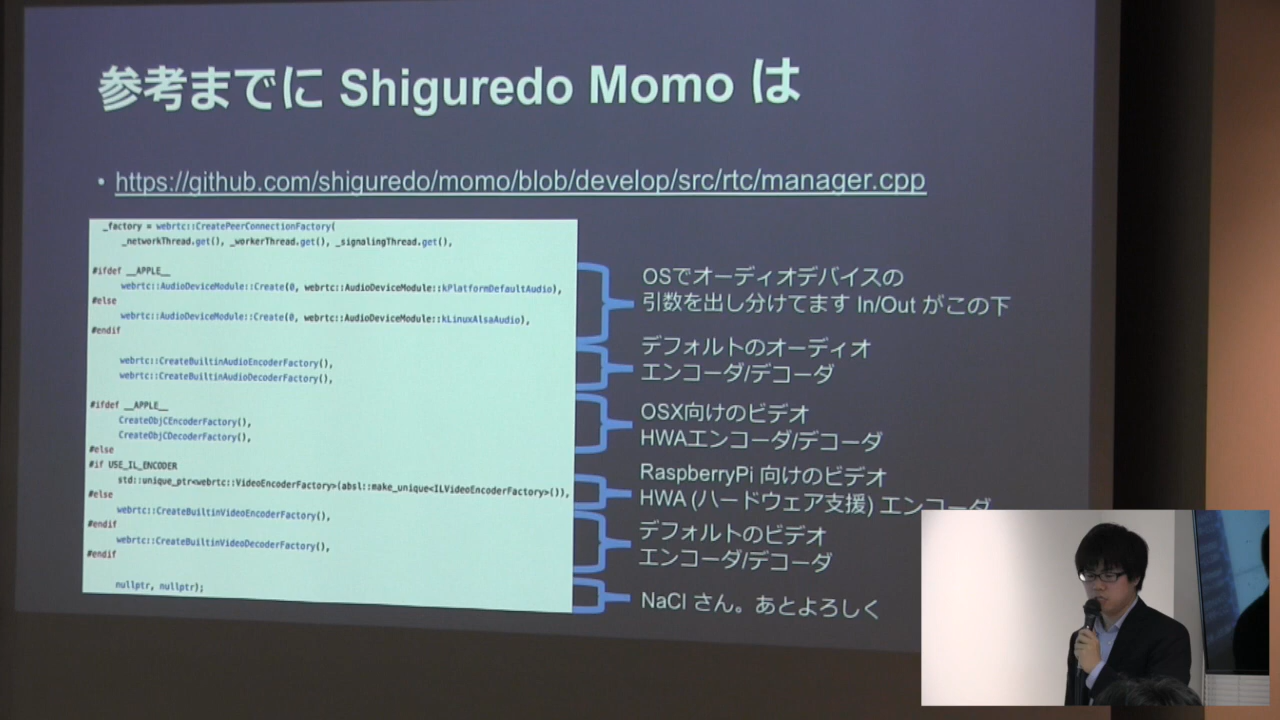 参考までに Shiguredo Momo は
• https://github.com/shiguredo/momo/blob/develop/src/rtc/manager.cpp
_factory = webrtc::CreatePeerConnectionFactory(
_networkThread.get(), _workerThread.get(), _signalingThread.get(),
#ifdef __APPLE__
webrtc::AudioDeviceModule::Create(0, webrtc::AudioDeviceModule::kPlatformDefaultAudio),
#else
webrtc::AudioDeviceModule::Create(0, webrtc::AudioDeviceModule::kLinuxAlsaAudio),
#endif
webrtc::CreateBuiltinAudioEncoderFactory(),
webrtc::CreateBuiltinAudioDecoderFactory(),
#ifdef __APPLE__
CreateObjCEncoderFactory(),
CreateObjCDecoderFactory(),
#else
#if USE_IL_ENCODER
std::unique_ptr<webrtc::VideoEncoderFactory>(absl::make_unique<ILVideoEncoderFactory>()),
#else
webrtc::CreateBuiltinVideoEncoderFactory(),
#endif
webrtc::CreateBuiltinVideoDecoderFactory(),
#endif
nullptr, nullptr);
OSでオーディオデバイスの
引数を出し分けてます In/Out がこの下
デフォルトのオーディオ
エンコーダ/デコーダ
OSX向けのビデオ
HWAエンコーダ/デコーダ
RaspberryPi 向けのビデオ
HWA (ハードウェア支援) エンコーダ
デフォルトのビデオ
エンコーダ/デコーダ
NaCl さん。あとよろしく